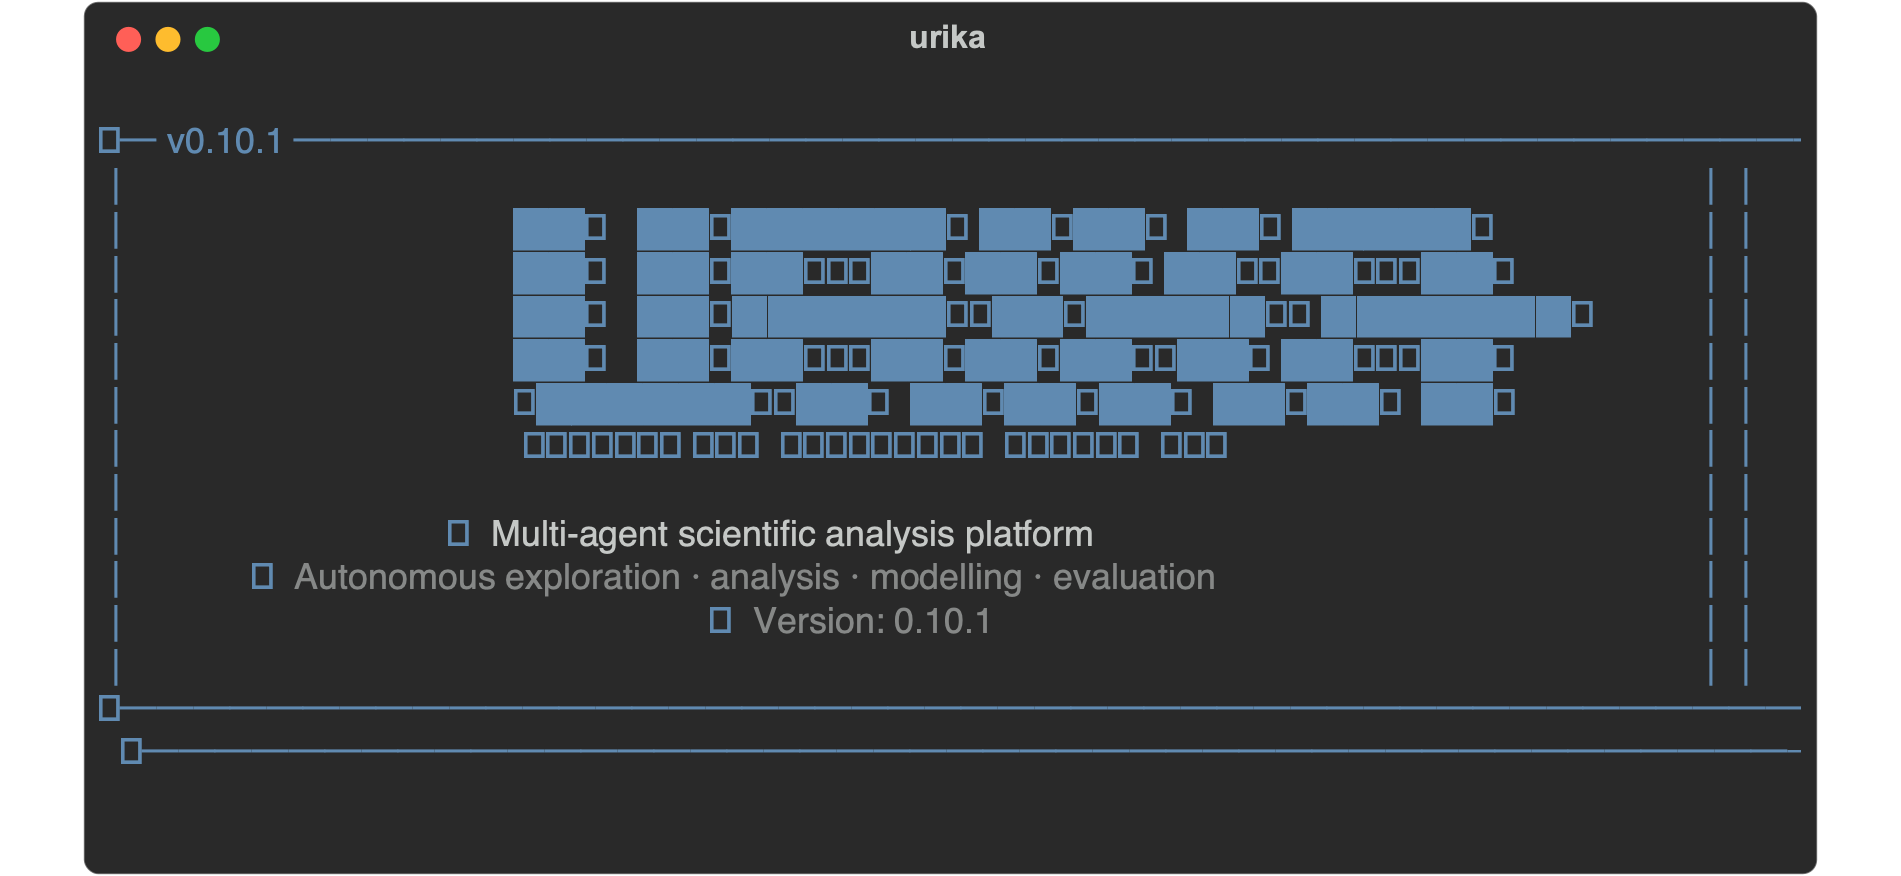 urika
v0.10.1
Multi-agent scientific analysis platform
Autonomous exploration · analysis · modelling · evaluation
Version: 0.10.1